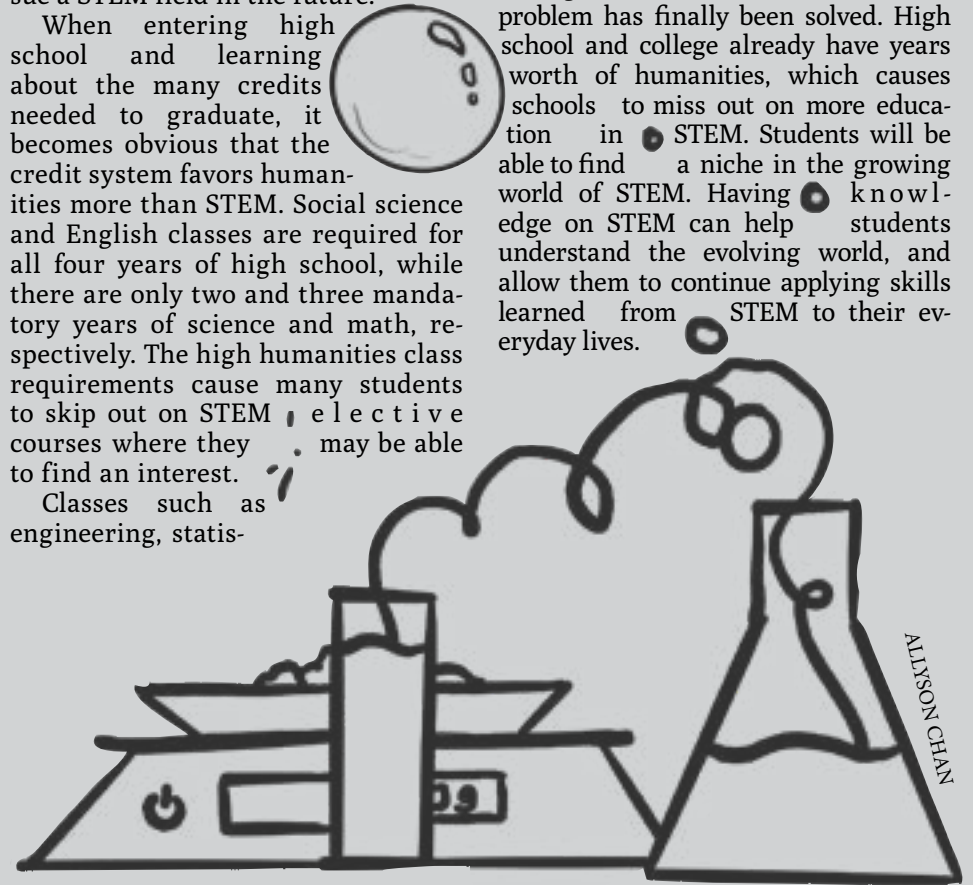 sue a STEM field in the future.
When entering high
school and learning
about the many credits
needed to graduate, it
becomes obvious that the
credit system favors human-
ities more than STEM. Social science
and English classes are required for
all four years of high school, while
there are only two and three manda-
tory years of science and math, re-
spectively. The high humanities class
requirements cause many students
to skip out on STEM elective
courses where they may be able
to find an interest.
Classes such as
engineering, statis-
problem has finally been solved. High
school and college already have years
worth of humanities, which causes
schools to miss out on more educa-
tion in STEM. Students will be
able to find a niche in the growing
world of STEM. Having knowl-
edge on STEM can help students
understand the evolving world, and
allow them to continue applying skills
learned from STEM to their ev-
eryday lives.
09
ALLYSON CHAN